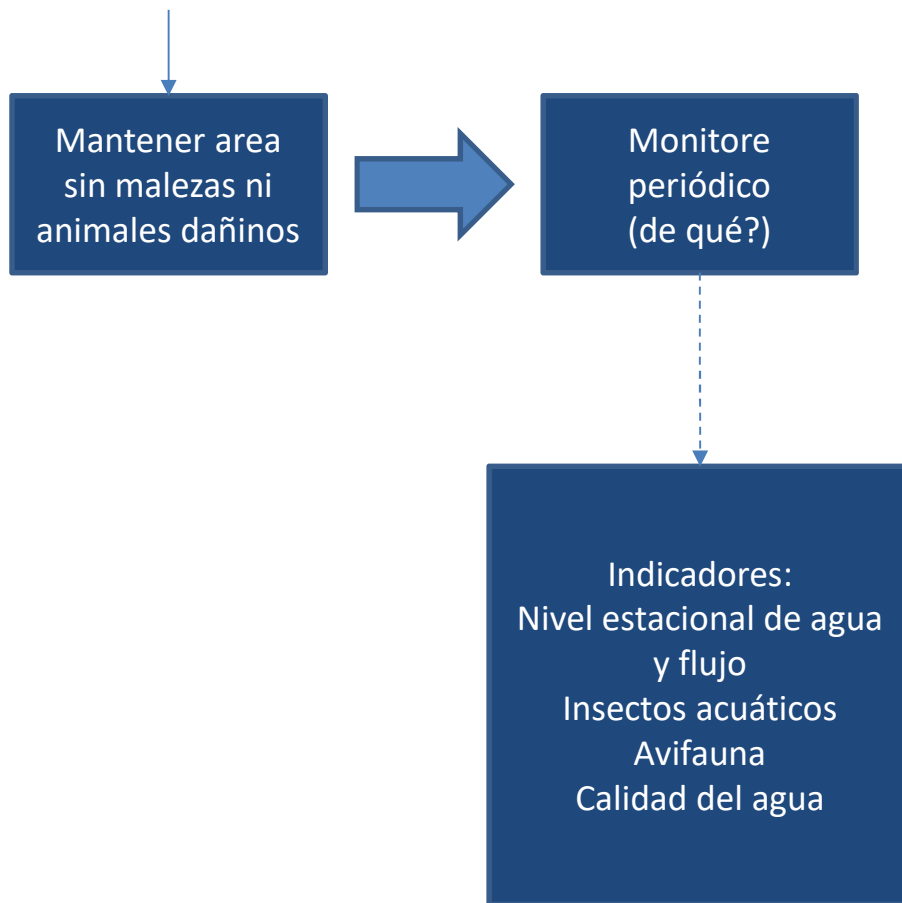 Mantener area
sin malezas ni
animales dañinos
Monitore
periódico
(de qué?)
Indicadores:
Nivel estacional de agua
y flujo
Insectos acuáticos
Avifauna
Calidad del agua